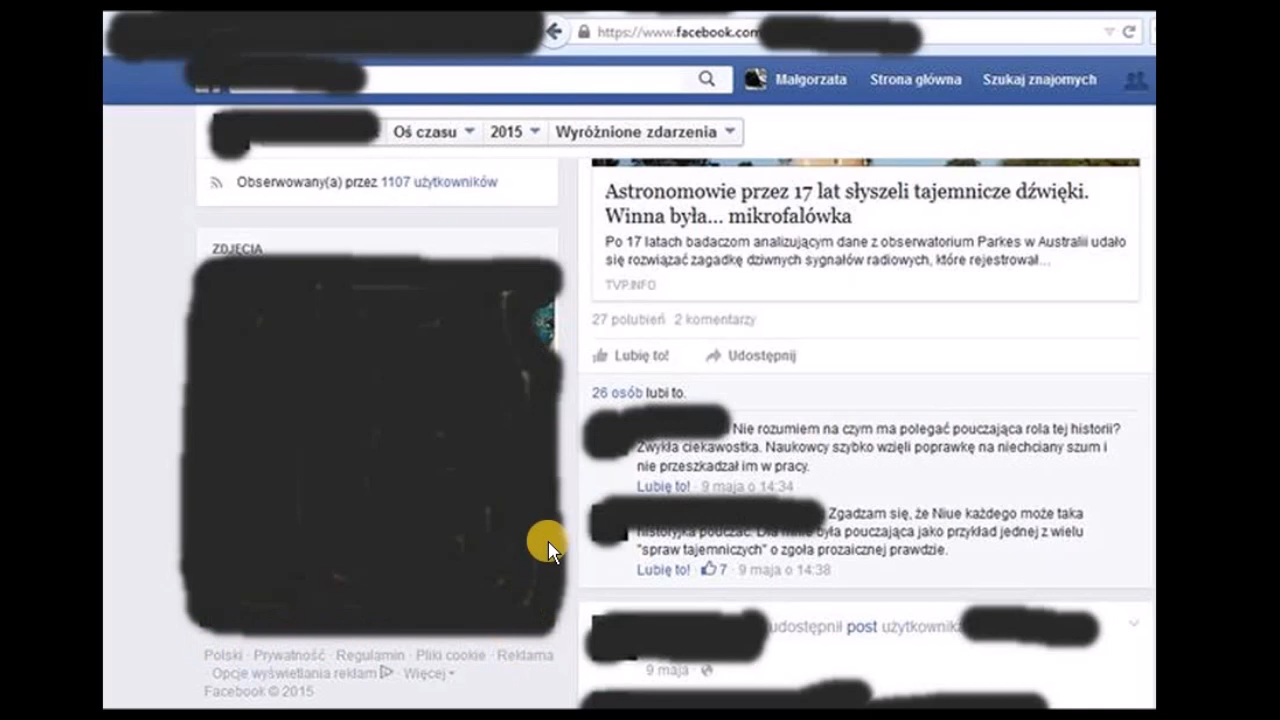 https://www.facebook.com
Małgorzata Strona główna Szukaj znajomych
Oś czasu 2015 Wyróżnione zdarzenia
Obserwowany(a) przez 1107 użytkowników
ZDJĘCIA
Astronomowie przez 17 lat słyszeli tajemnicze dźwięki.
Winna była... mikrofalówka
Po 17 latach badaczom analizującym dane z obserwatorium Parkes w Australii udało
się rozwiązać zagadkę dziwnych sygnałów radiowych, które rejestrował...
TVP.INFO
27 polubień 2 komentarzy
Lubię to! Udostępnij
26 osób lubi to.
Nie rozumiem na czym ma polegać pouczająca rola tej historii?
Zwykła ciekawostka. Naukowcy szybko wzięli poprawkę na niechciany szum i
nie przeszkadzał im w pracy.
Lubię to! · 9 maja o 14:34
Zgadzam się, że Niue każdego może taka
historyjka pouczać. Dla mnie była pouczająca jako przykład jednej z wielu
"spraw tajemniczych" o zgoła prozaicznej prawdzie.
Lubię to! · 7 · 9 maja o 14:38
udostępnił post użytkownika
9 maja ·
Polski · Prywatność · Regulamin · Pliki cookie · Reklama
· Opcje wyświetlania reklam · Więcej
Facebook © 2015